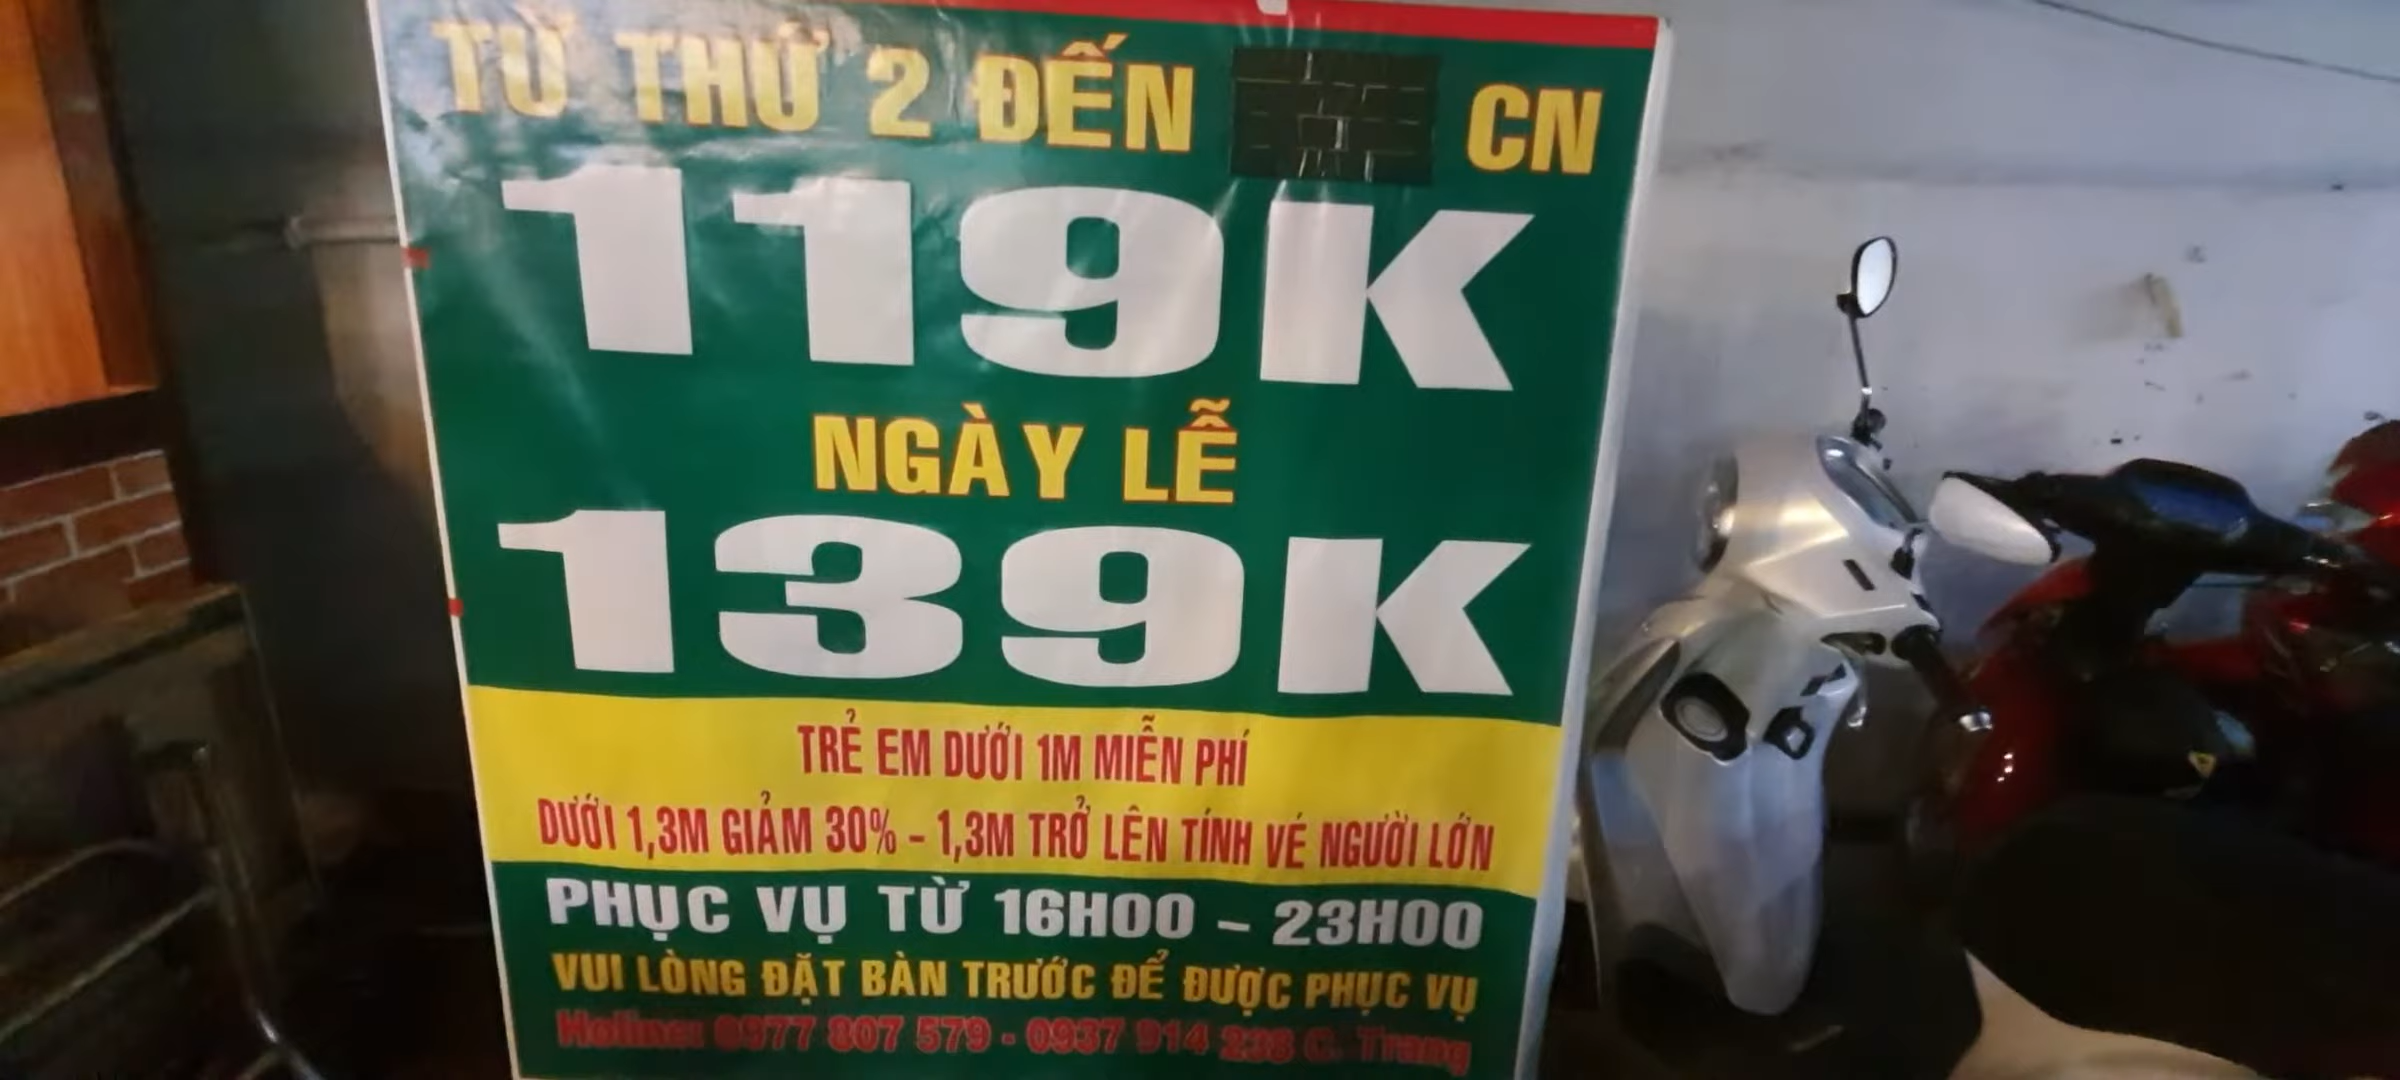 TỪ THỨ 2 ĐẾN CN
119K
NGÀY LỄ
139K
TRẺ EM DƯỚI 1M MIỄN PHÍ
DƯỚI 1,3M GIẢM 30% - 1,3M TRỞ LÊN TÍNH VÉ NGƯỜI LỚN
PHỤC VỤ TỪ 16H00 - 23H00
VUI LÒNG ĐẶT BÀN TRƯỚC ĐỂ ĐƯỢC PHỤC VỤ
Hotline: 0977 807 579 - 0937 914 238 C. Trang